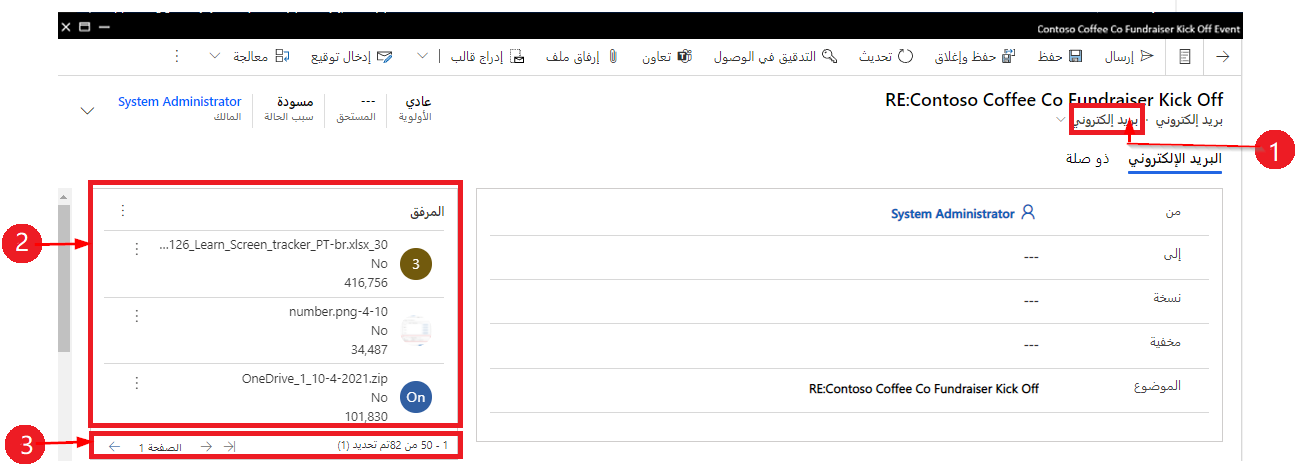 Contoso Coffee Co Fundraiser Kick Off Event
إرسال
حفظ
حفظ وإغلاق
تحديث
التدقيق في الوصول
تعاون
إرفاق ملف
إدراج قالب
إدخال توقيع
معالجة
RE:Contoso Coffee Co Fundraiser Kick Off
بريد إلكتروني · بريد إلكتروني
عادي
الأولوية
---
المستحق
مسودة
سبب الحالة
System Administrator
المالك
1
البريد الإلكتروني
ذو صلة
من
System Administrator
إلى
---
نسخة
---
مخفية
---
الموضوع
RE:Contoso Coffee Co Fundraiser Kick Off
2
المرفق
...126_Learn_Screen_tracker_PT-br.xlsx_30
3
No
416,756
number.png-4-10
No
34,487
OneDrive_1_10-4-2021.zip
On
No
101,830
3
1 - 50 من 82تم تحديد (1)
الصفحة 1